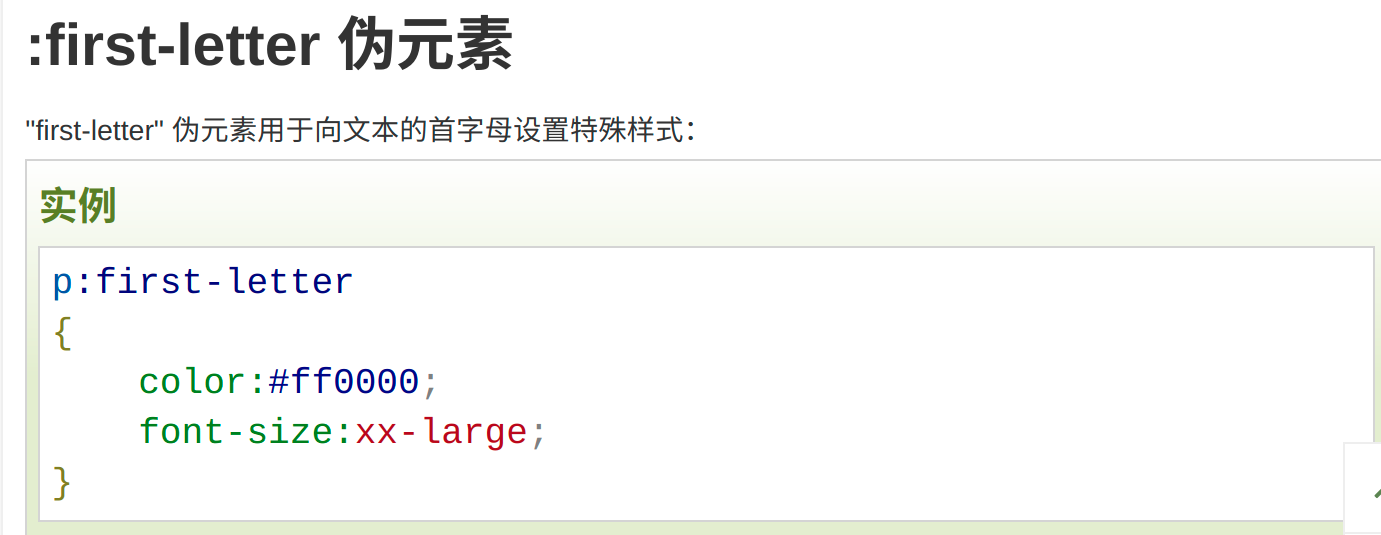 :first-letter 伪元素
"first-letter" 伪元素用于向文本的首字母设置特殊样式：
实例
p:first-letter
{
    color:#ff0000;
    font-size:xx-large;
}